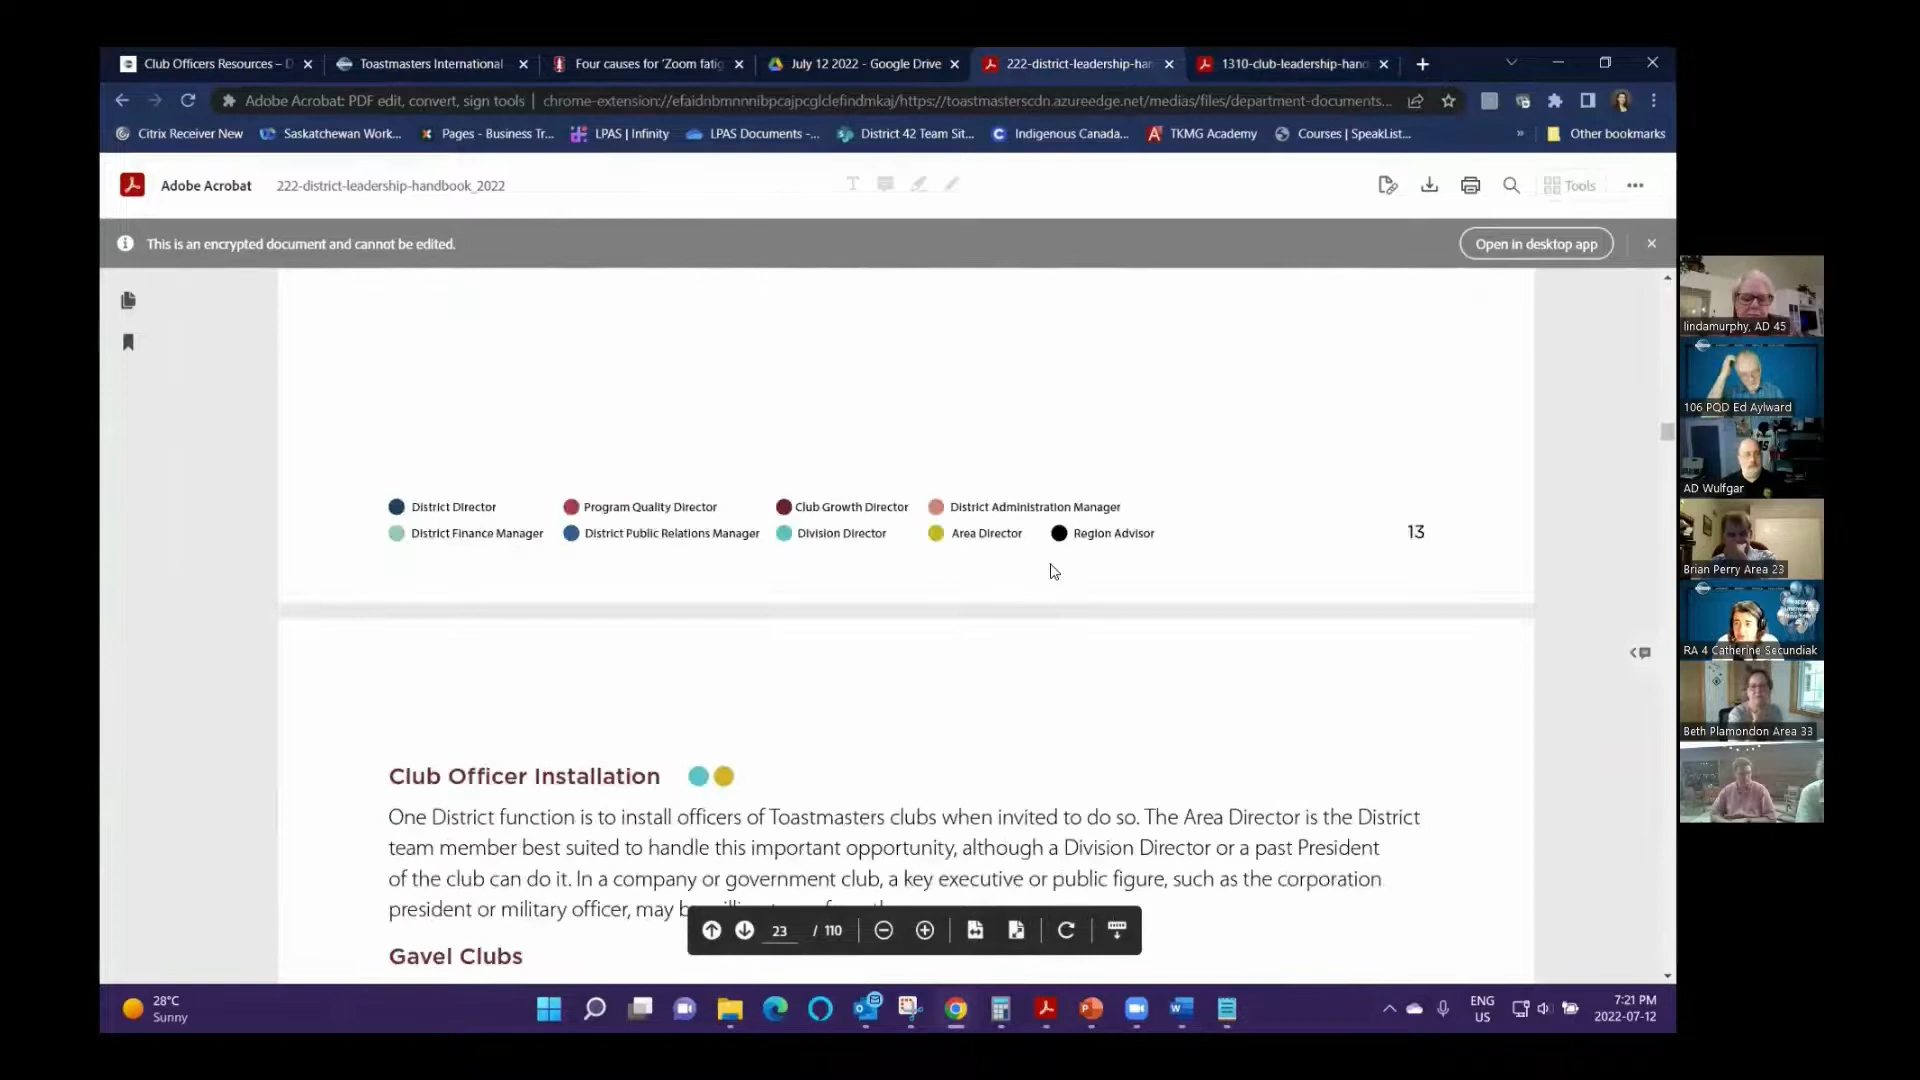 Club Officers Resources – D
Toastmasters International
Four causes for 'Zoom fatig
July 12 2022 - Google Drive
222-district-leadership-han
1310-club-leadership-hand
Adobe Acrobat: PDF edit, convert, sign tools | chrome-extension://efaidnbmnnnibpcajpcglclefindmkaj/https://toastmasterscdn.azureedge.net/medias/files/department-documents...
Citrix Receiver New
Saskatchewan Work...
Pages - Business Tr...
LPAS | Infinity
LPAS Documents -...
District 42 Team Sit...
Indigenous Canada...
TKMG Academy
Courses | SpeakList...
»
Other bookmarks
Adobe Acrobat
222-district-leadership-handbook_2022
Tools
This is an encrypted document and cannot be edited.
Open in desktop app
District Director
Program Quality Director
Club Growth Director
District Administration Manager
District Finance Manager
District Public Relations Manager
Division Director
Area Director
Region Advisor
13
Club Officer Installation
One District function is to install officers of Toastmasters clubs when invited to do so. The Area Director is the District
team member best suited to handle this important opportunity, although a Division Director or a past President
of the club can do it. In a company or government club, a key executive or public figure, such as the corporation
president or military officer, may
23 / 110
Gavel Clubs
28°C
Sunny
ENG
US
7:21 PM
2022-07-12
lindamurphy, AD 45
106 PQD Ed Aylward
AD Wulfgar
Brian Perry Area 23
RA 4 Catherine Secundiak
Beth Plamondon Area 33